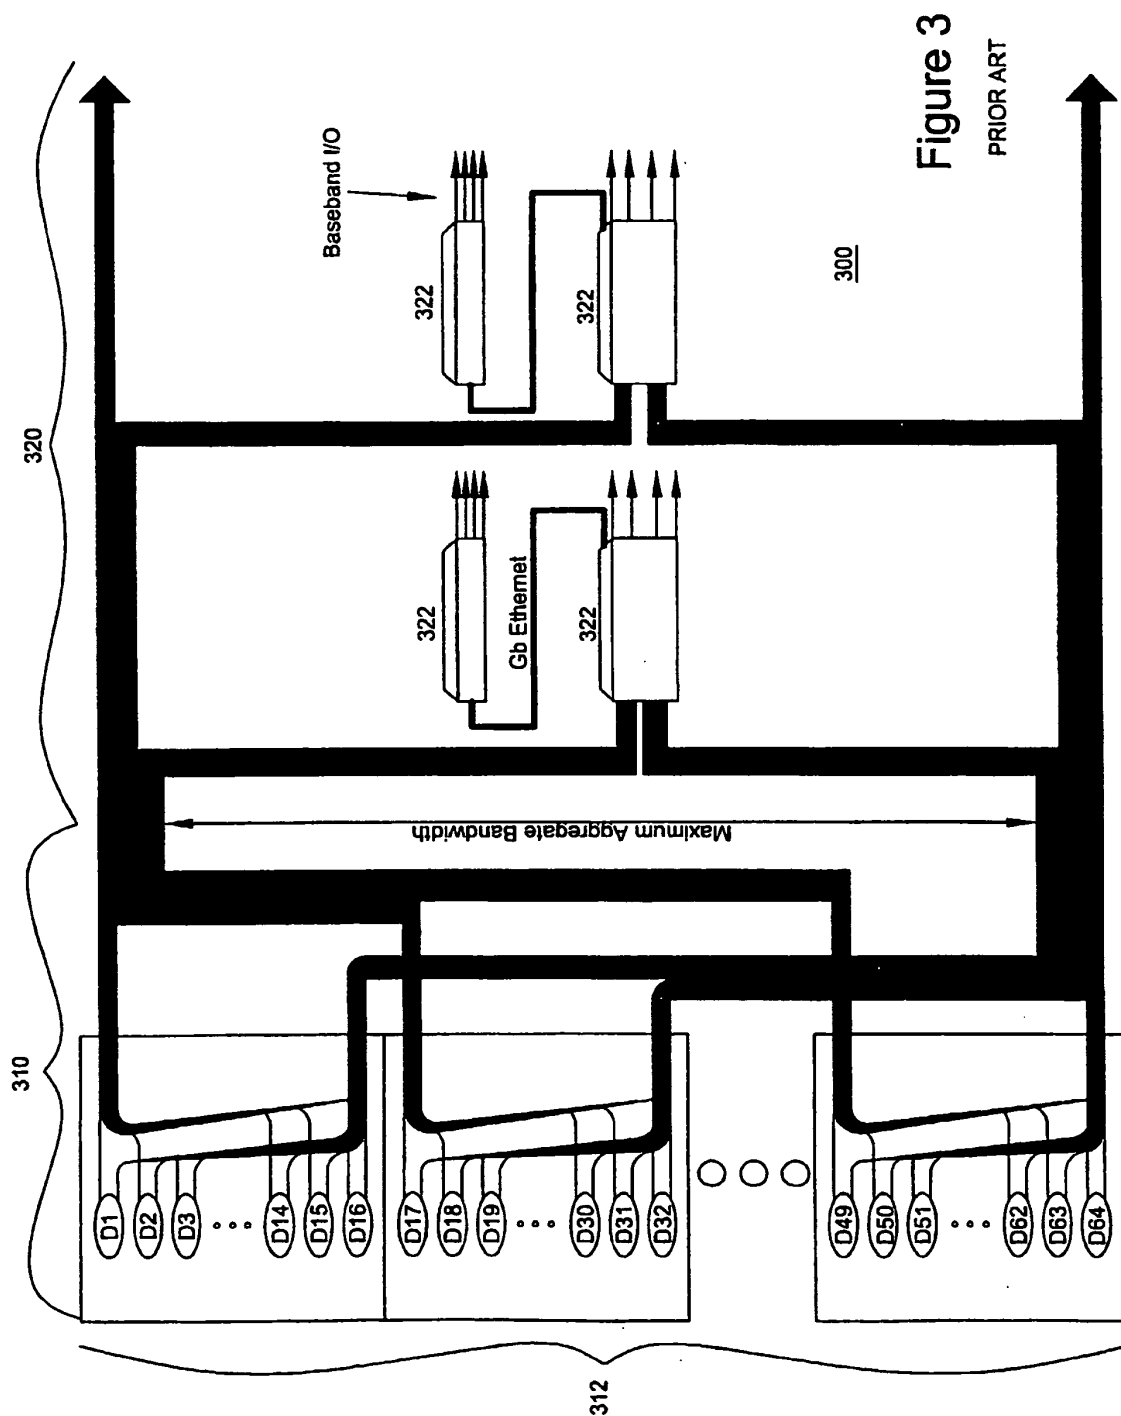 310
320
312
D1
D2
D3
D14
D15
D16
D17
D18
D19
D30
D31
D32
D49
D50
D51
D62
D63
D64
Maximum Aggregate Bandwidth
322
Gb Ethernet
322
322
322
Baseband I/O
300
Figure 3
PRIOR ART